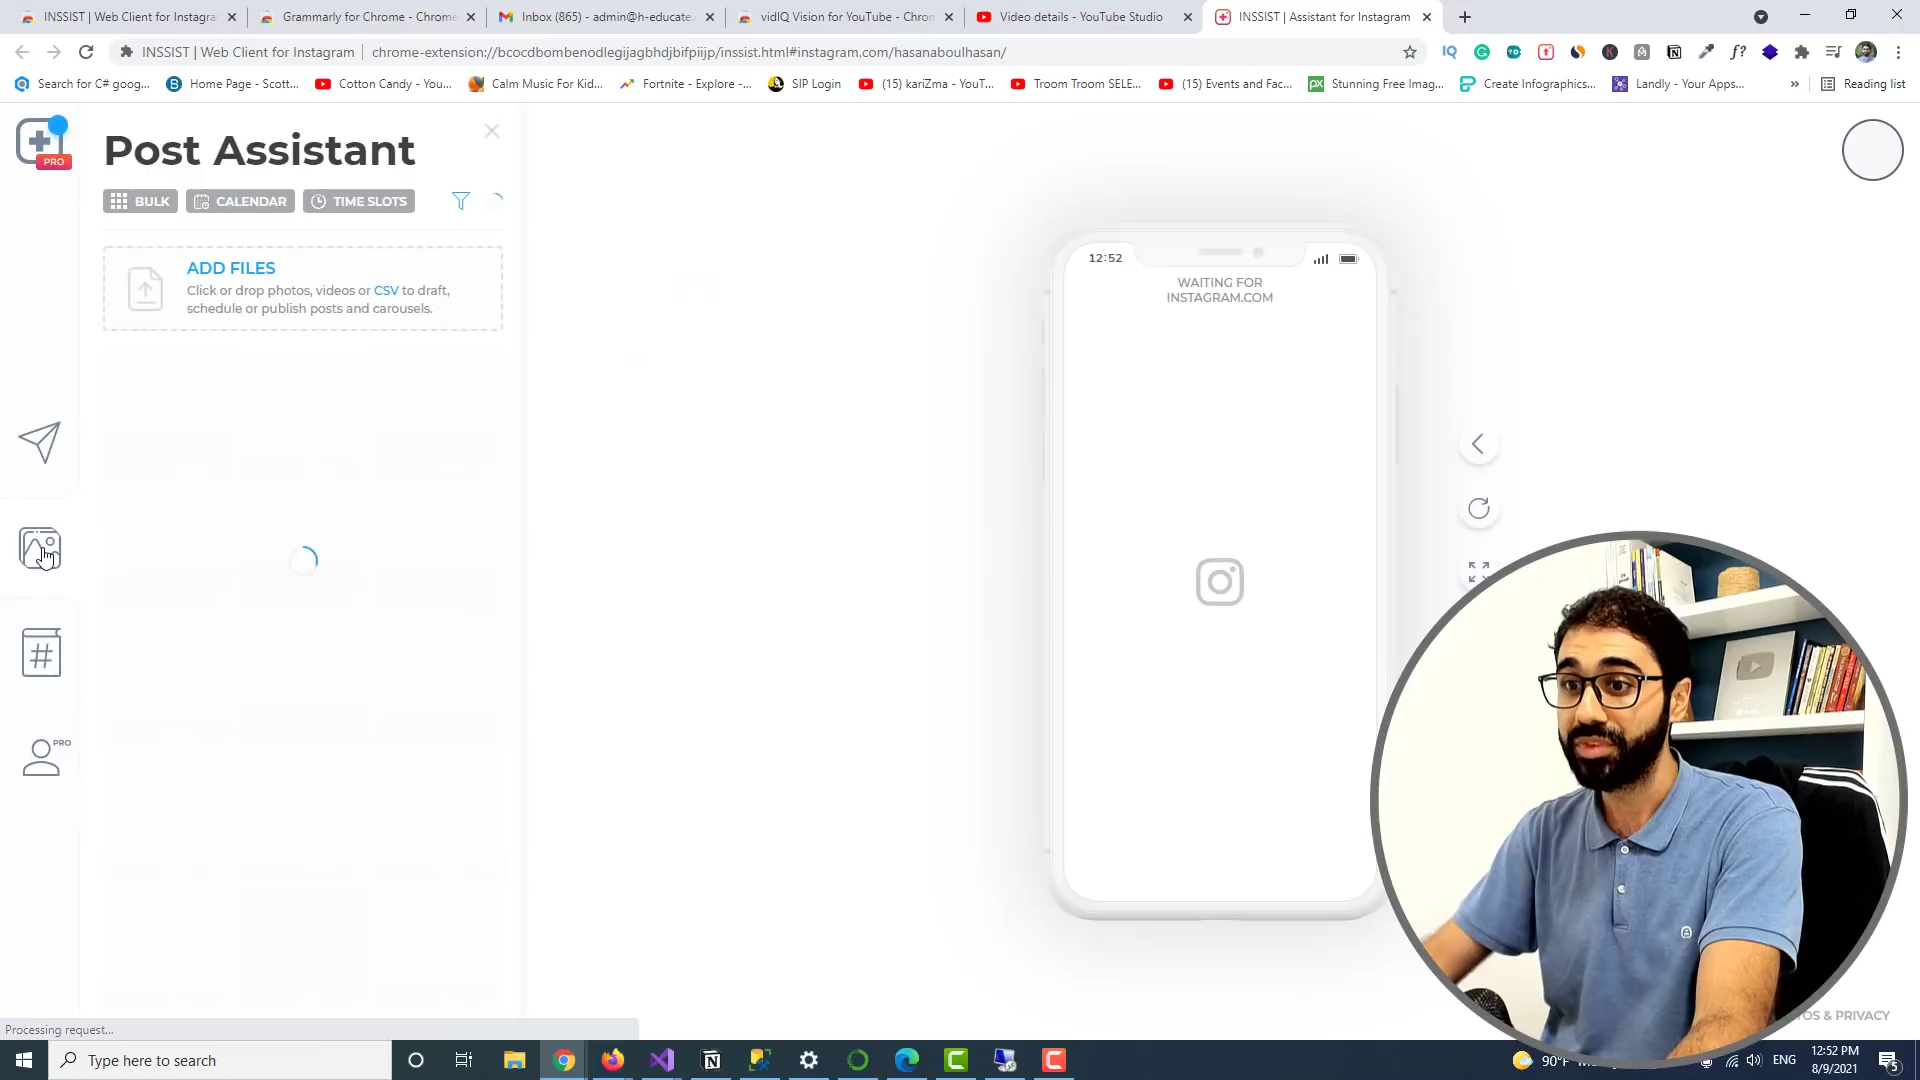 INSSIST | Web Client for Instagra
Grammarly for Chrome - Chrome
Inbox (865) - admin@h-educate.
vidIQ Vision for YouTube - Chron
Video details - YouTube Studio
INSSIST | Assistant for Instagram
INSSIST | Web Client for Instagram
chrome-extension://bcocdbombenodlegijagbhdjbifpiijp/inssist.html#instagram.com/hasanaboulhasan/
Search for C# goog...
Home Page - Scott...
Cotton Candy - You...
Calm Music For Kid...
Fortnite - Explore -...
SIP Login
(15) kariZma - YouT...
Troom Troom SELE...
(15) Events and Fac...
Stunning Free Imag...
Create Infographics...
Landly - Your Apps...
»
Reading list
PRO
Post Assistant
BULK
CALENDAR
TIME SLOTS
ADD FILES
Click or drop photos, videos or CSV to draft,
schedule or publish posts and carousels.
12:52
WAITING FOR
INSTAGRAM.COM
#
PRO
& PRIVACY
Processing request...
Type here to search
90°F
ENG
12:52 PM
8/9/2021
5